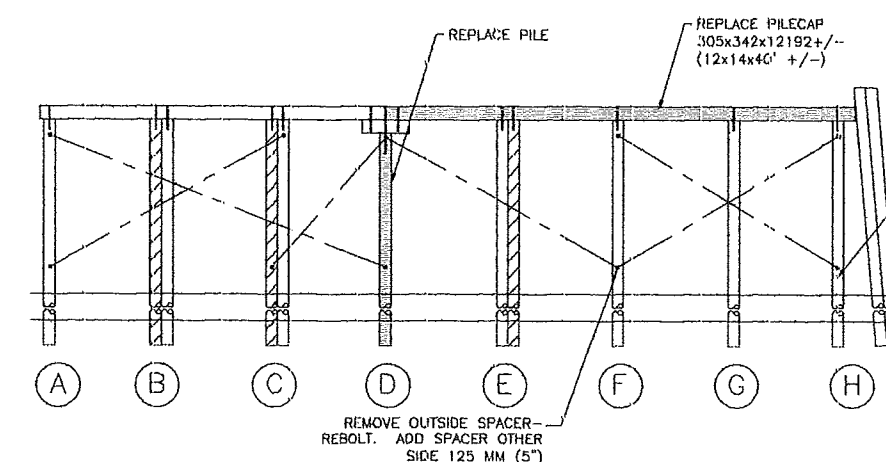 REPLACE PILE
REPLACE PILECAP
305x342x12192+/-
(12x14x40' +/-)
A B C D E F G H
REMOVE OUTSIDE SPACER-
REBOLT. ADD SPACER OTHER
SIDE 125 MM (5")